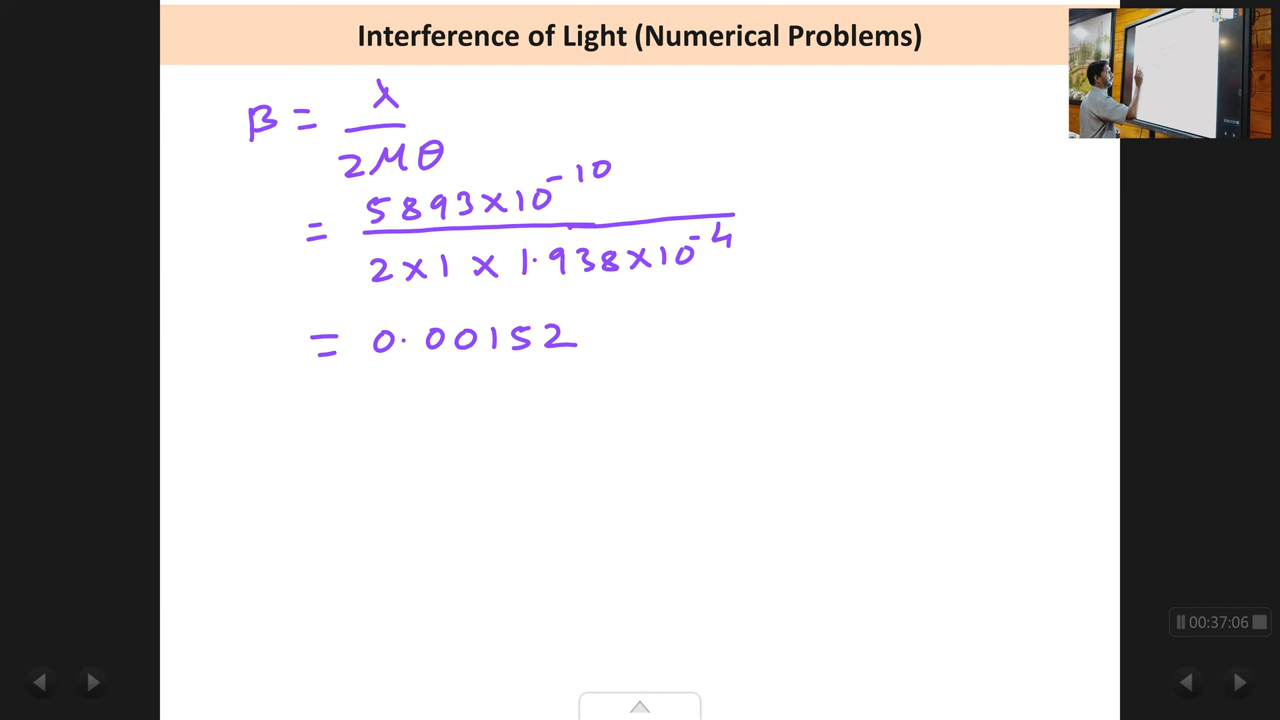 Interference of Light (Numerical Problems)
β = λ / 2μθ
= 5893×10⁻¹⁰ / 2×1×1.938×10⁻⁴
= 0.00152
00:37:06